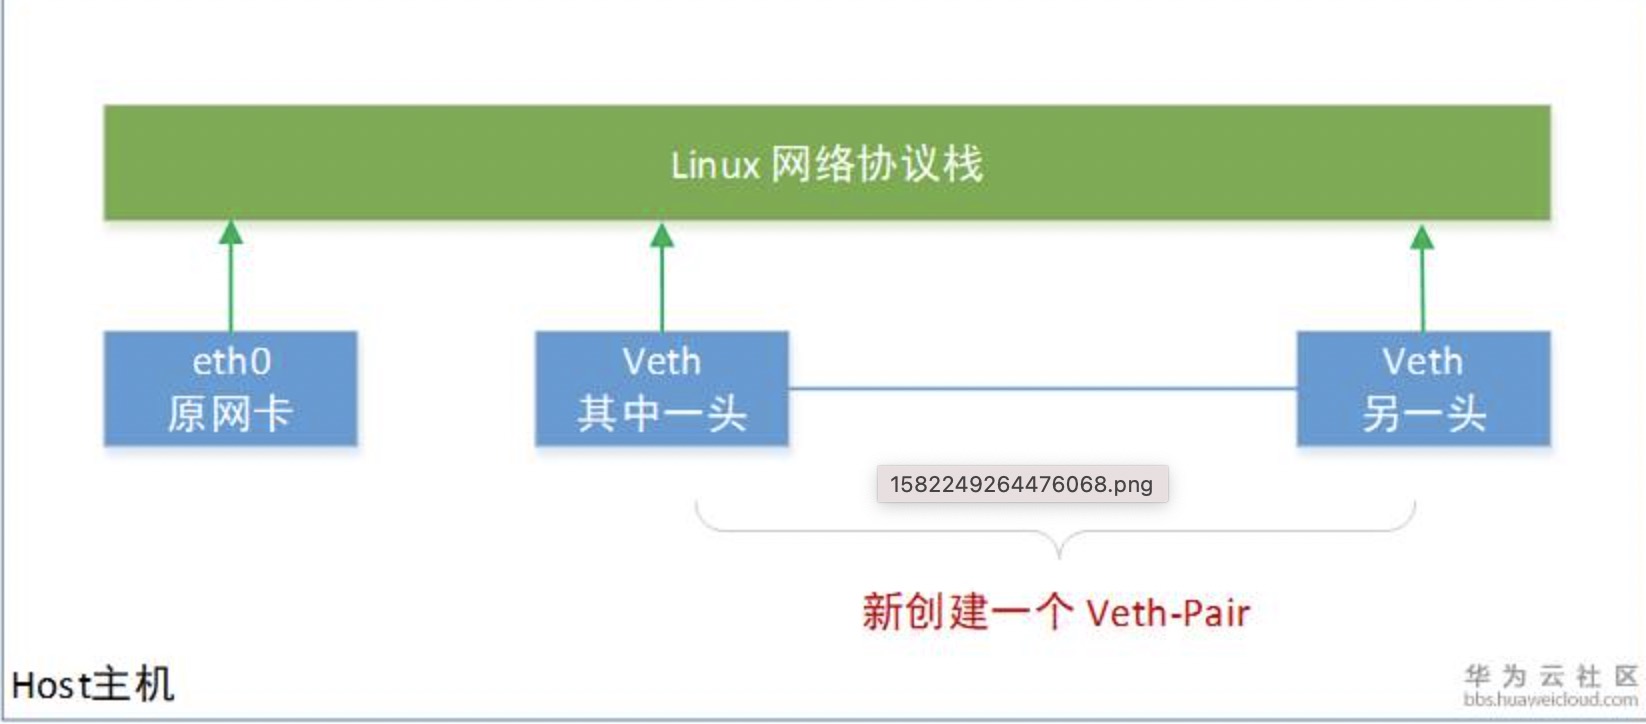 Linux 网络协议栈
eth0
原网卡
Veth
其中一头
Veth
另一头
1582249264476068.png
新创建一个 Veth-Pair
Host主机
华为云社区
bbs.huaweicloud.com